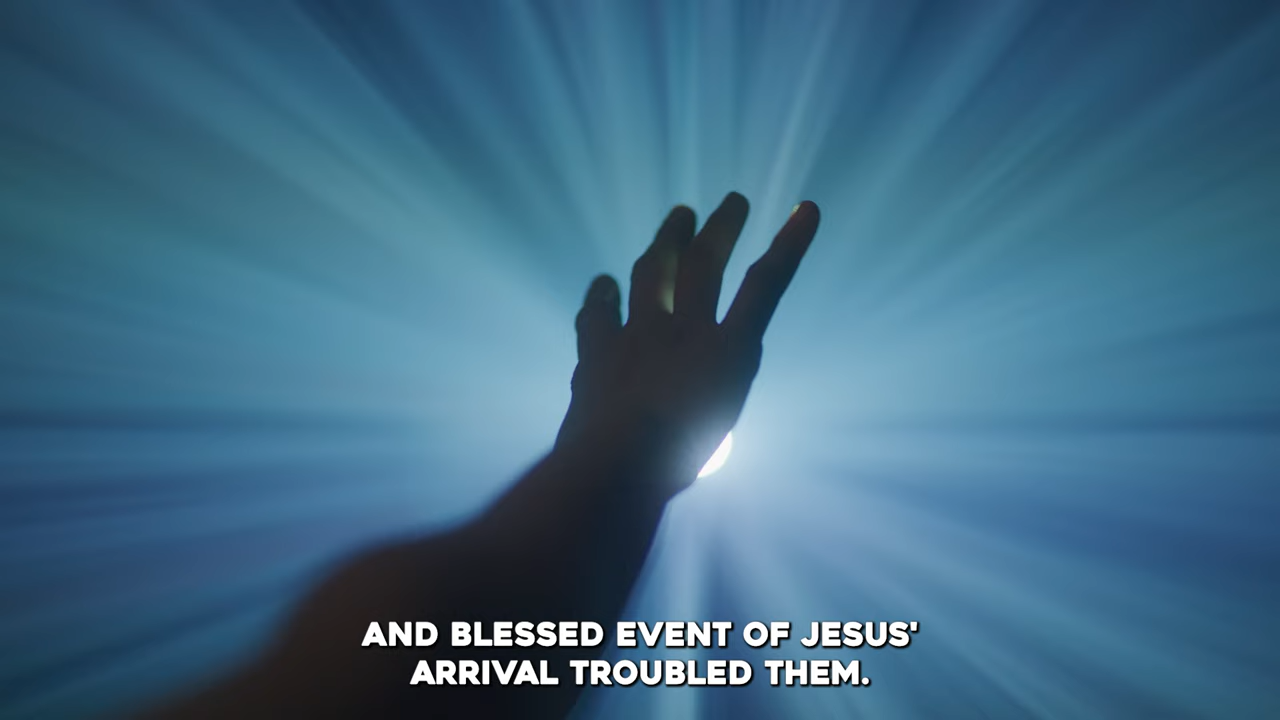 AND BLESSED EVENT OF JESUS'
ARRIVAL TROUBLED THEM.